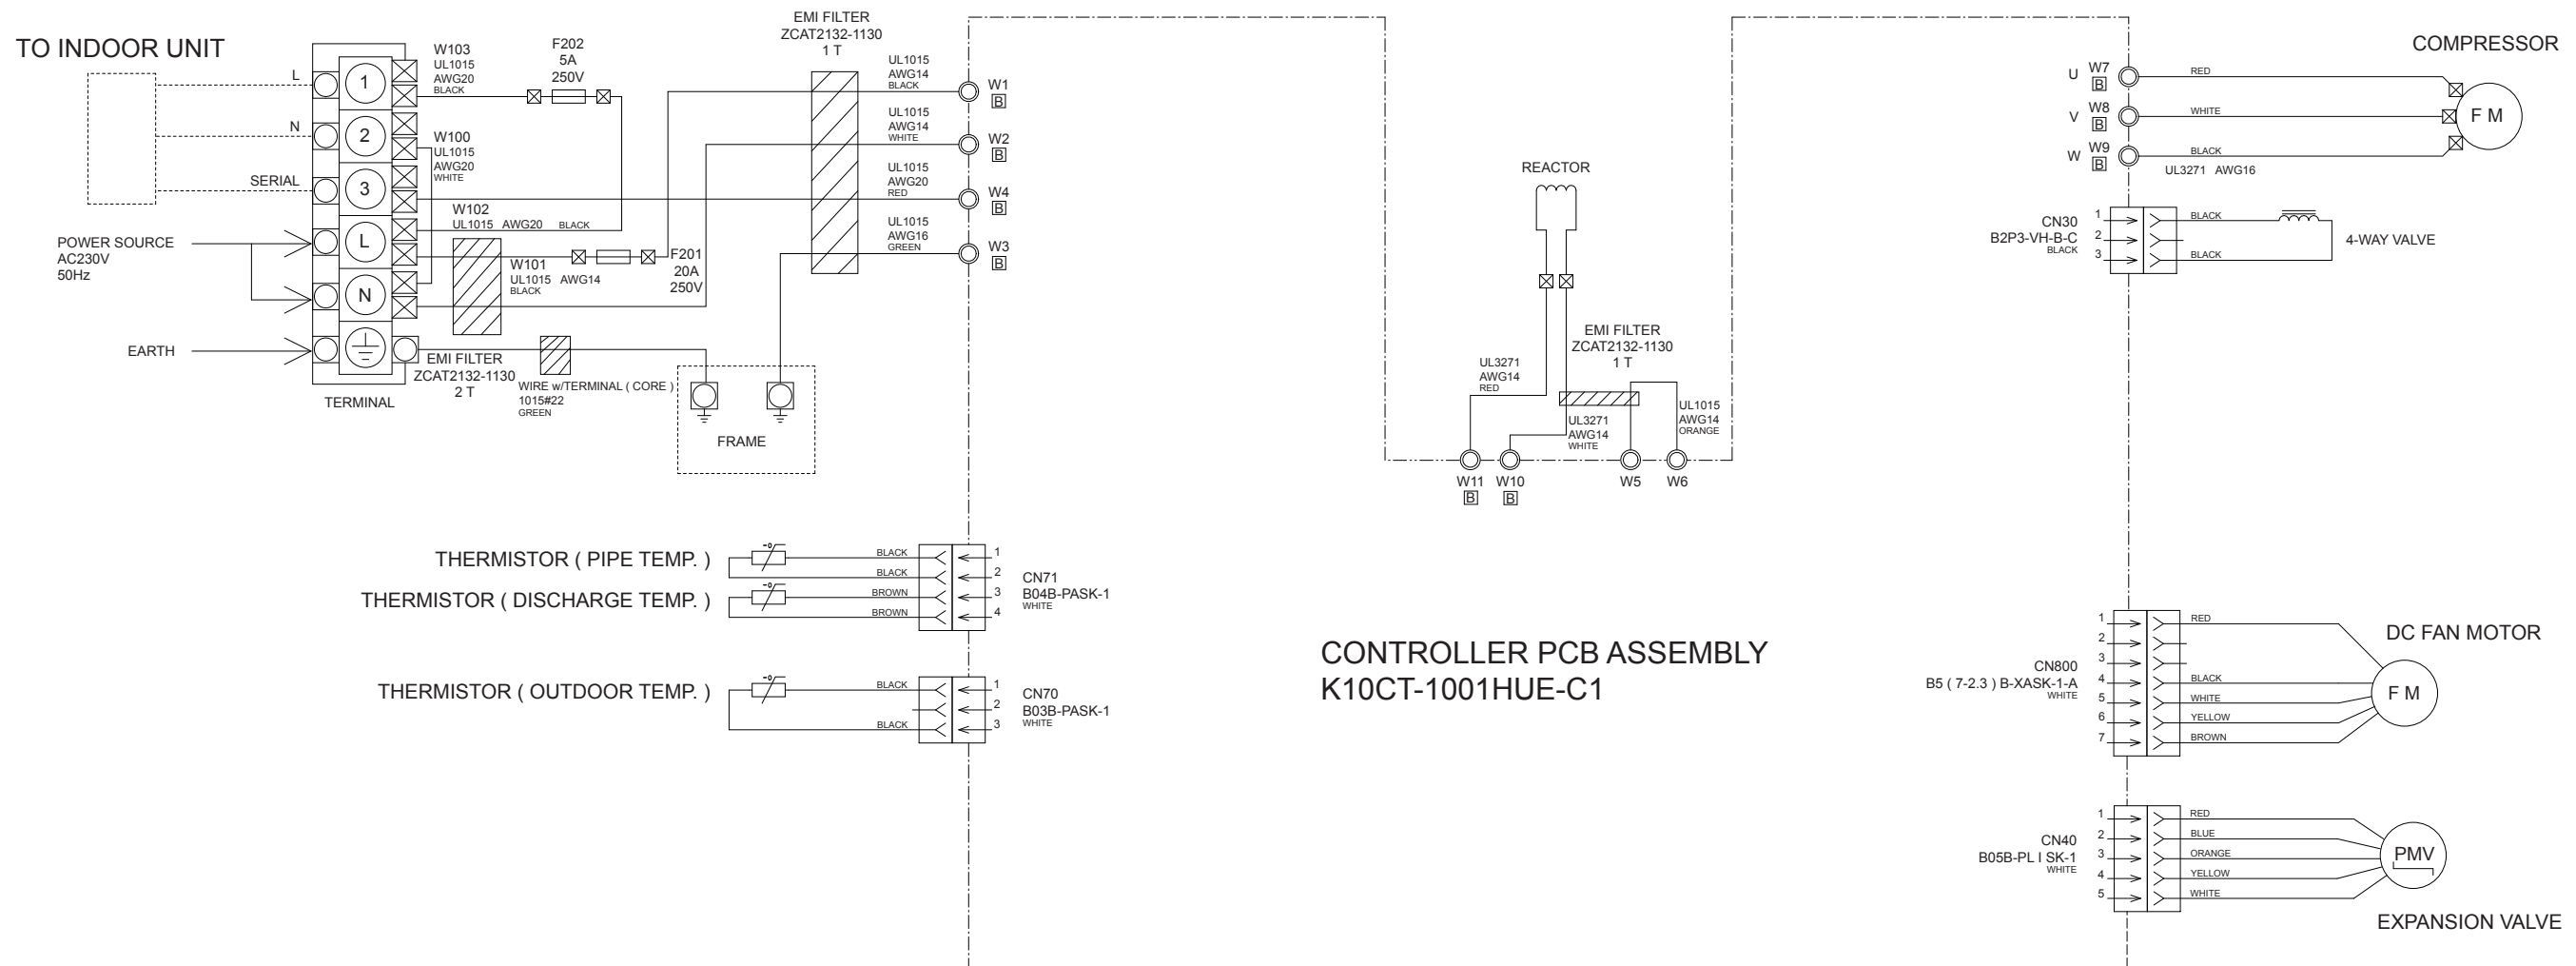 TO INDOOR UNIT
L
N
SERIAL
POWER SOURCE
AC230V
50Hz
EARTH
1
2
3
L
N
TERMINAL
W103
UL1015
AWG20
BLACK
F202
5A
250V
W100
UL1015
AWG20
WHITE
W102
UL1015 AWG20 BLACK
W101
UL1015 AWG14
BLACK
F201
20A
250V
EMI FILTER
ZCAT2132-1130
2 T
WIRE w/TERMINAL ( CORE )
1015#22
GREEN
FRAME
EMI FILTER
ZCAT2132-1130
1 T
UL1015
AWG14
BLACK
W1
B
UL1015
AWG14
WHITE
W2
B
UL1015
AWG20
RED
W4
B
UL1015
AWG16
GREEN
W3
B
REACTOR
EMI FILTER
ZCAT2132-1130
1 T
UL3271
AWG14
RED
UL3271
AWG14
WHITE
UL1015
AWG14
ORANGE
W11
B
W10
B
W5
W6
COMPRESSOR
U W7
B
RED
V W8
B
WHITE
W W9
B
BLACK
UL3271 AWG16
F M
CN30
B2P3-VH-B-C
BLACK
1
2
3
BLACK
BLACK
4-WAY VALVE
THERMISTOR ( PIPE TEMP. )
THERMISTOR ( DISCHARGE TEMP. )
BLACK
BLACK
BROWN
BROWN
1
2
3
4
CN71
B04B-PASK-1
WHITE
THERMISTOR ( OUTDOOR TEMP. )
BLACK
BLACK
1
2
3
CN70
B03B-PASK-1
WHITE
CONTROLLER PCB ASSEMBLY
K10CT-1001HUE-C1
DC FAN MOTOR
CN800
B5 ( 7-2.3 ) B-XASK-1-A
WHITE
1
2
3
4
5
6
7
RED
BLACK
WHITE
YELLOW
BROWN
F M
CN40
B05B-PL I SK-1
WHITE
1
2
3
4
5
RED
BLUE
ORANGE
YELLOW
WHITE
PMV
EXPANSION VALVE